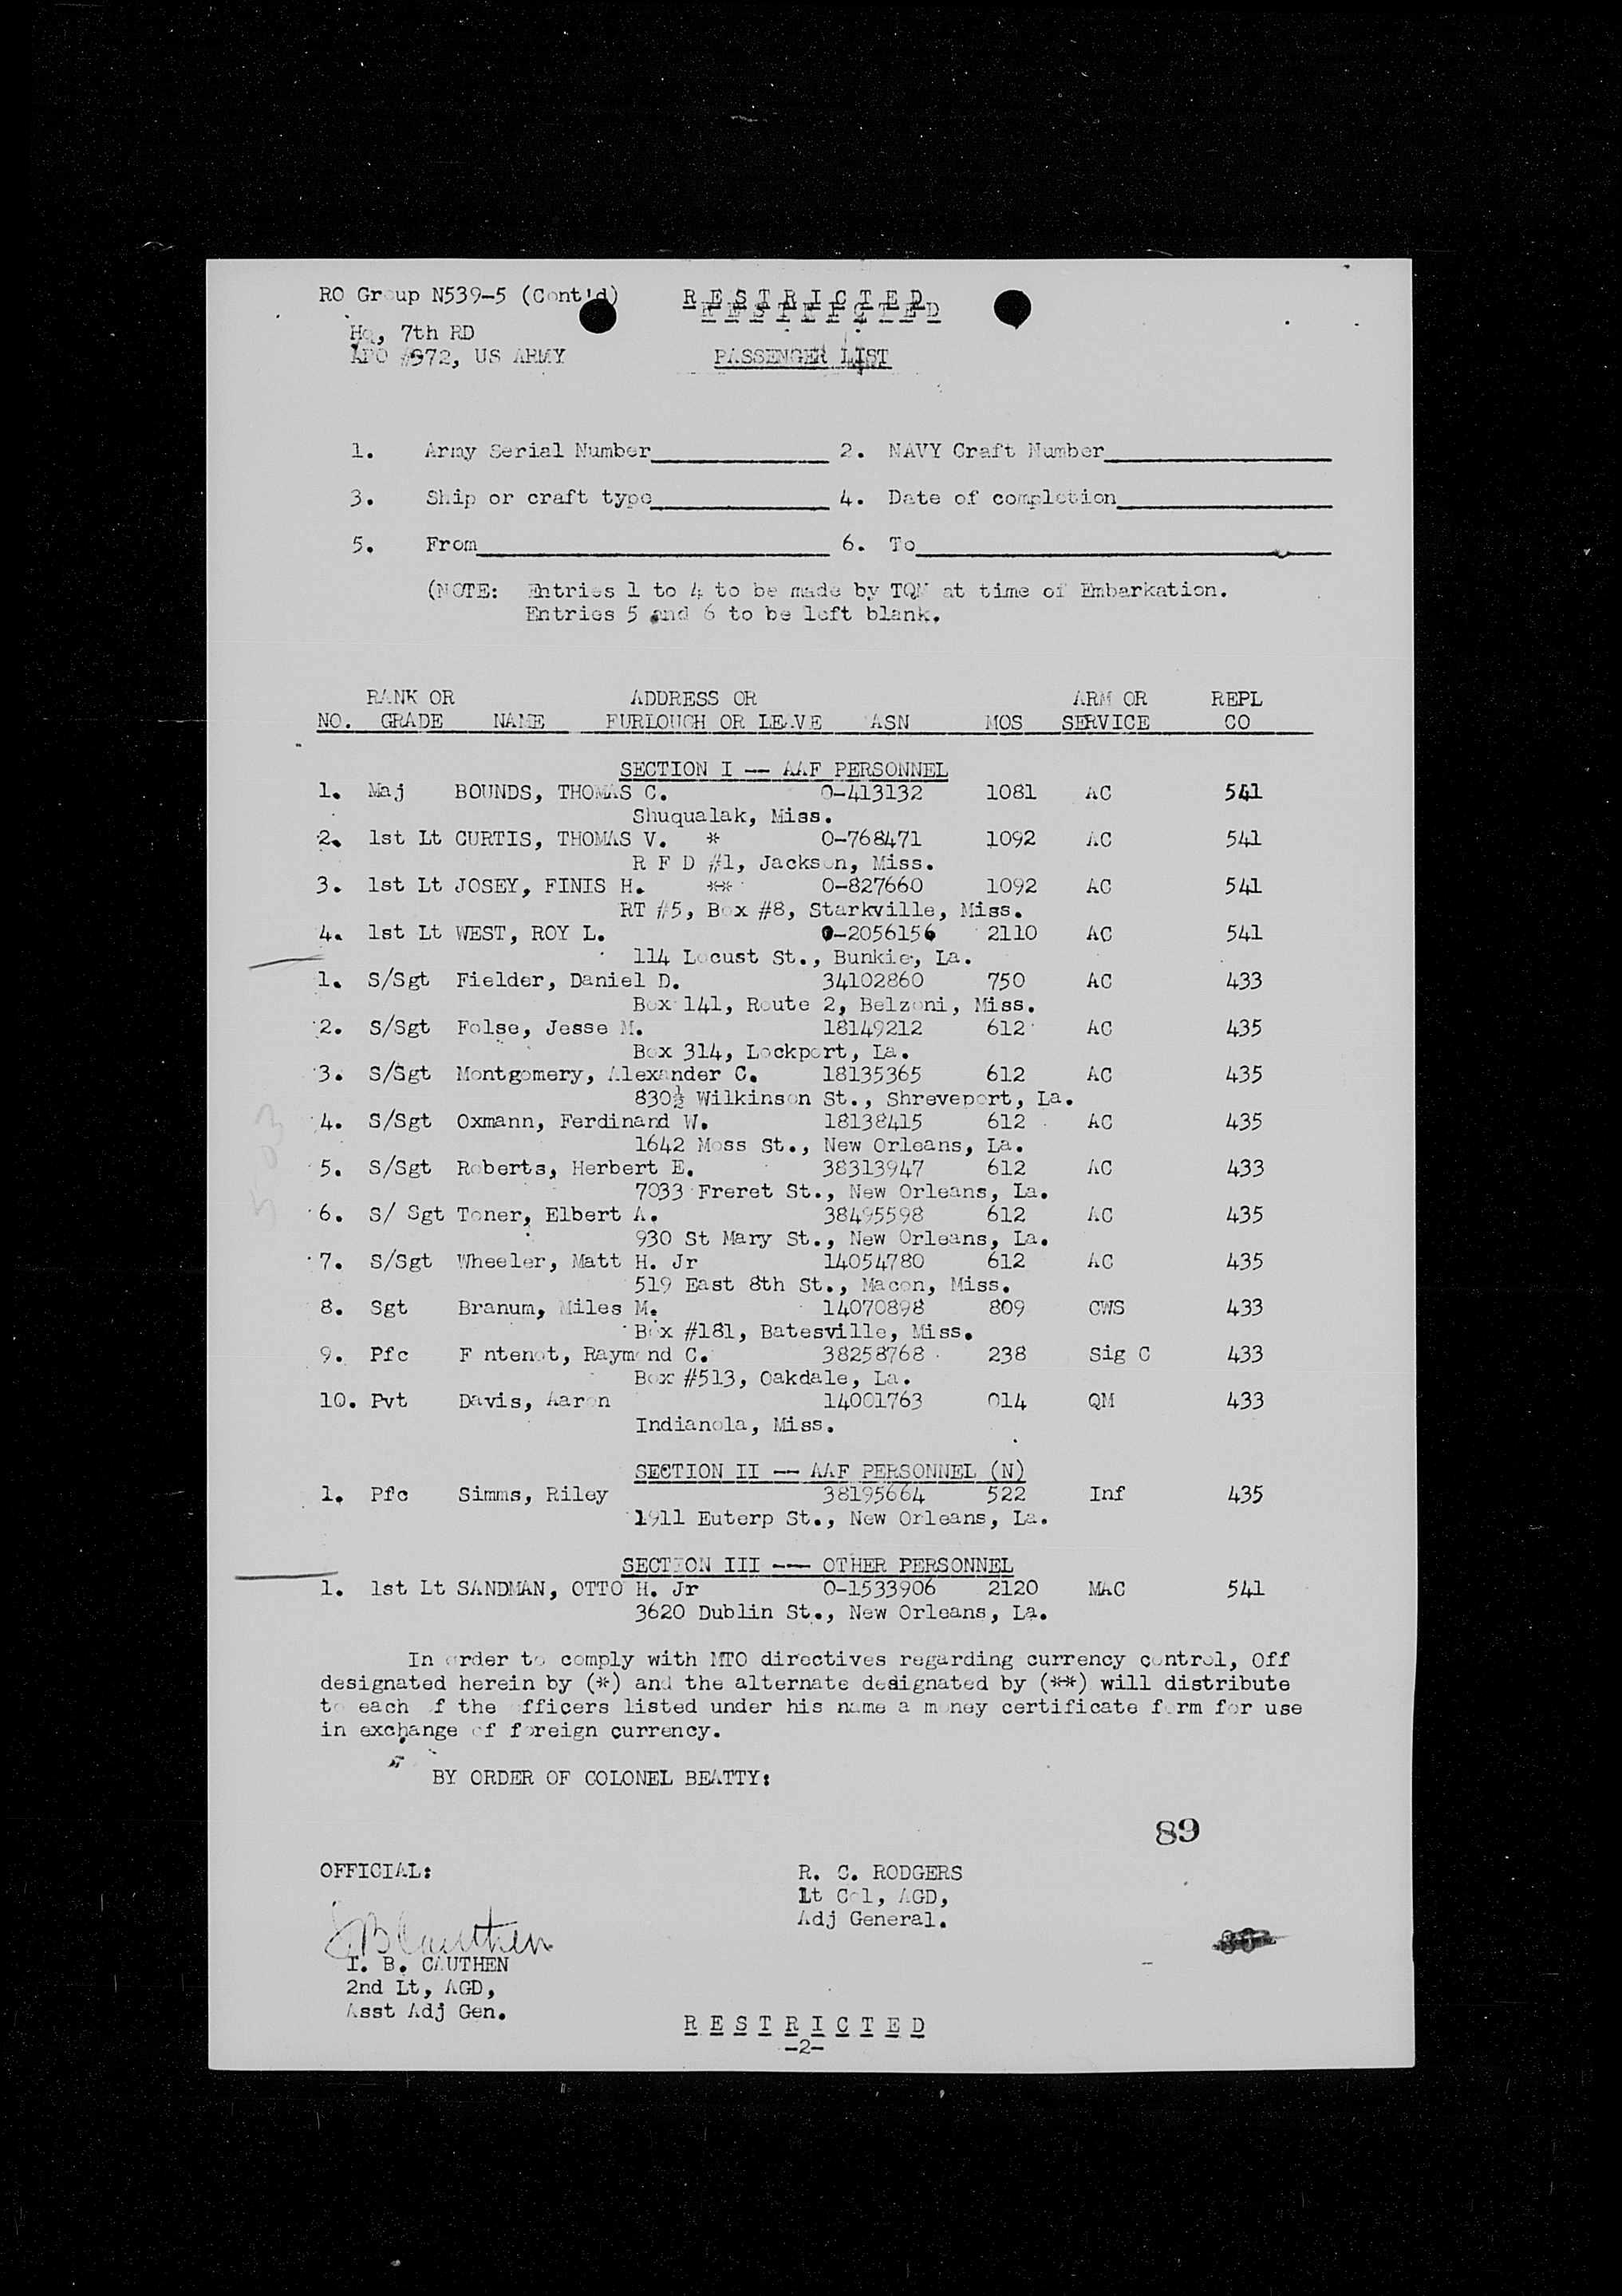 RO Group N539-5 (Cont'd) R E S T R I C T E D
R E S T R I C T E D
Hq, 7th RD
APO #972, US ARMY PASSENGER LIST
1. Army Serial Number 2. NAVY Craft Number
3. Ship or craft type 4. Date of completion
5. From 6. To
(NOTE: Entries 1 to 4 to be made by TQM at time of Embarkation.
Entries 5 and 6 to be left blank.
RANK OR ADDRESS OR ARM OR REPL
NO. GRADE NAME FURLOUGH OR LEAVE ASN MOS SERVICE CO
SECTION I -- AAF PERSONNEL
1. Maj BOUNDS, THOMAS C. O-413132 1081 AC 541
Shuqualak, Miss.
2. 1st Lt CURTIS, THOMAS V. * O-768471 1092 AC 541
R F D #1, Jackson, Miss.
3. 1st Lt JOSEY, FINIS H. ** O-827660 1092 AC 541
RT #5, Box #8, Starkville, Miss.
4. 1st Lt WEST, ROY L. O-2056156 2110 AC 541
114 Locust St., Bunkie, La.
1. S/Sgt Fielder, Daniel D. 34102860 750 AC 433
Box 141, Route 2, Belzoni, Miss.
2. S/Sgt Folse, Jesse M. 18149212 612 AC 435
Box 314, Lockport, La.
3. S/Sgt Montgomery, Alexander C. 18135365 612 AC 435
830½ Wilkinson St., Shreveport, La.
4. S/Sgt Oxmann, Ferdinand W. 18138415 612 AC 435
1642 Moss St., New Orleans, La.
5. S/Sgt Roberts, Herbert E. 38313947 612 AC 433
7033 Freret St., New Orleans, La.
6. S/ Sgt Toner, Elbert A. 38495598 612 AC 435
930 St Mary St., New Orleans, La.
7. S/Sgt Wheeler, Matt H. Jr 14054780 612 AC 435
519 East 8th St., Macon, Miss.
8. Sgt Branum, Miles M. 14070898 809 CWS 433
Box #181, Batesville, Miss.
9. Pfc Fontenot, Raymond C. 38258768 238 Sig C 433
Box #513, Oakdale, La.
10. Pvt Davis, Aaron 14001763 014 QM 433
Indianola, Miss.
SECTION II -- AAF PERSONNEL (N)
1. Pfc Simms, Riley 38195664 522 Inf 435
1911 Euterp St., New Orleans, La.
SECTION III -- OTHER PERSONNEL
1. 1st Lt SANDMAN, OTTO H. Jr O-1533906 2120 MAC 541
3620 Dublin St., New Orleans, La.
In order to comply with MTO directives regarding currency control, Off
designated herein by (*) and the alternate designated by (**) will distribute
to each of the officers listed under his name a money certificate form for use
in exchange of foreign currency.
BY ORDER OF COLONEL BEATTY:
89
OFFICIAL: R. C. RODGERS
Lt Col, AGD,
Adj General.
I B Cauthen
I. B. CAUTHEN
2nd Lt, AGD,
Asst Adj Gen.
R E S T R I C T E D
-2-
503